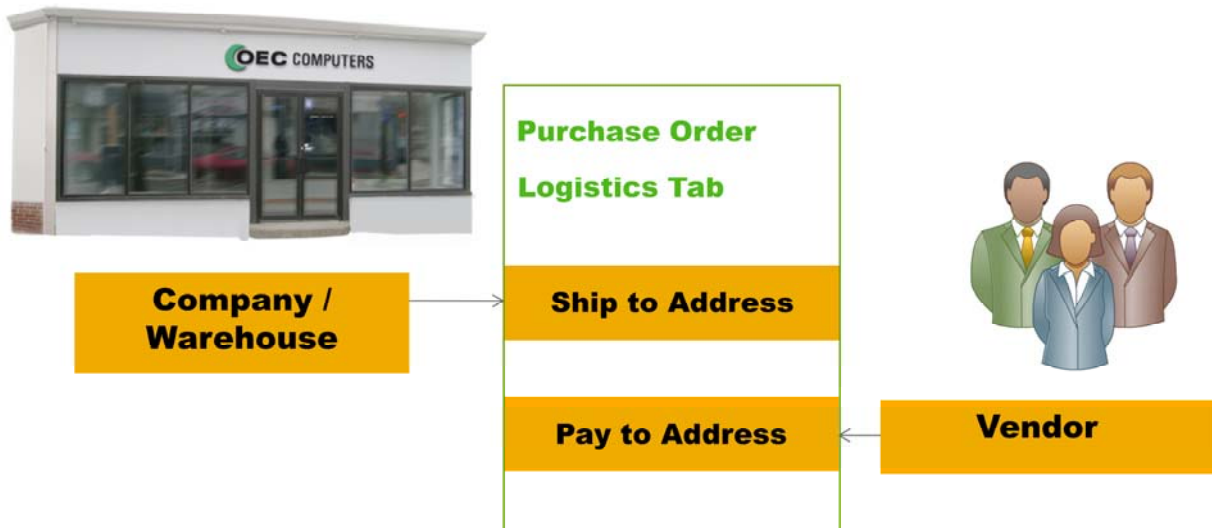 OEC COMPUTERS
Purchase Order
Logistics Tab
Company /
Warehouse
Ship to Address
Pay to Address
Vendor